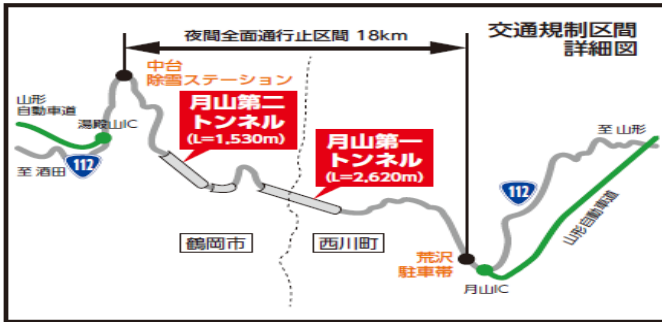 夜間全面通行止区間 18km
交通規制区間
詳細図
中台
除雪ステーション
山形
自動車道
湯殿山IC
月山第二
トンネル
(L=1,530m)
月山第一
トンネル
(L=2,620m)
至 山形
至 酒田
112
112
山形自動車道
鶴岡市
西川町
荒沢
駐車帯
月山IC